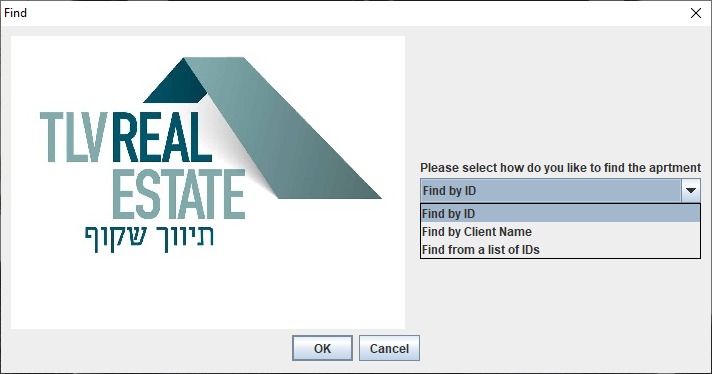 Find
TLV REAL
ESTATE
תיווך שקוף
Please select how do you like to find the aprtment
Find by ID
Find by ID
Find by Client Name
Find from a list of IDs
OK
Cancel